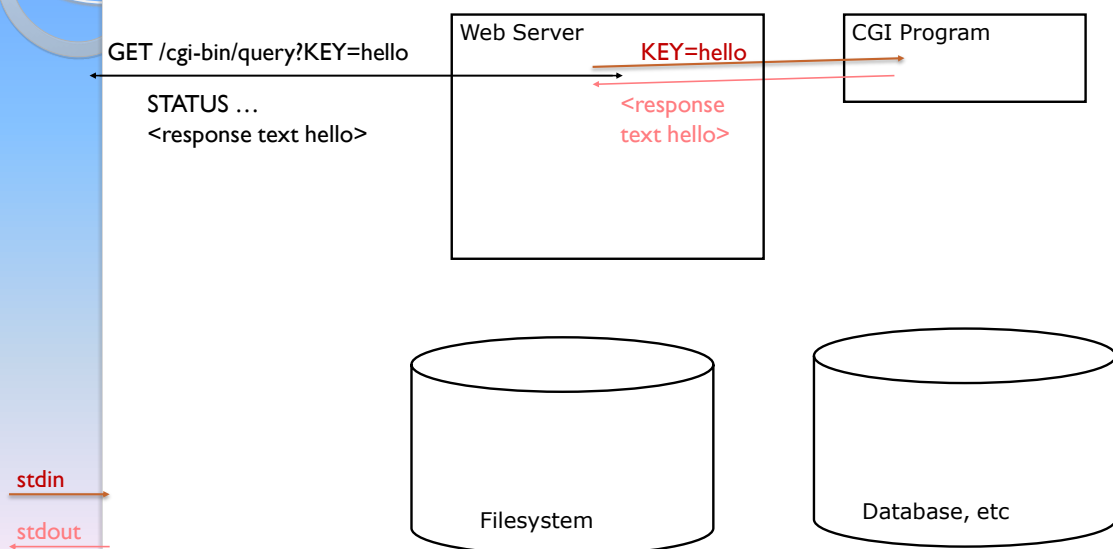 Web Server
CGI Program
GET /cgi-bin/query?KEY=hello
KEY=hello
STATUS …
<response text hello>
<response
text hello>
stdin
stdout
Filesystem
Database, etc